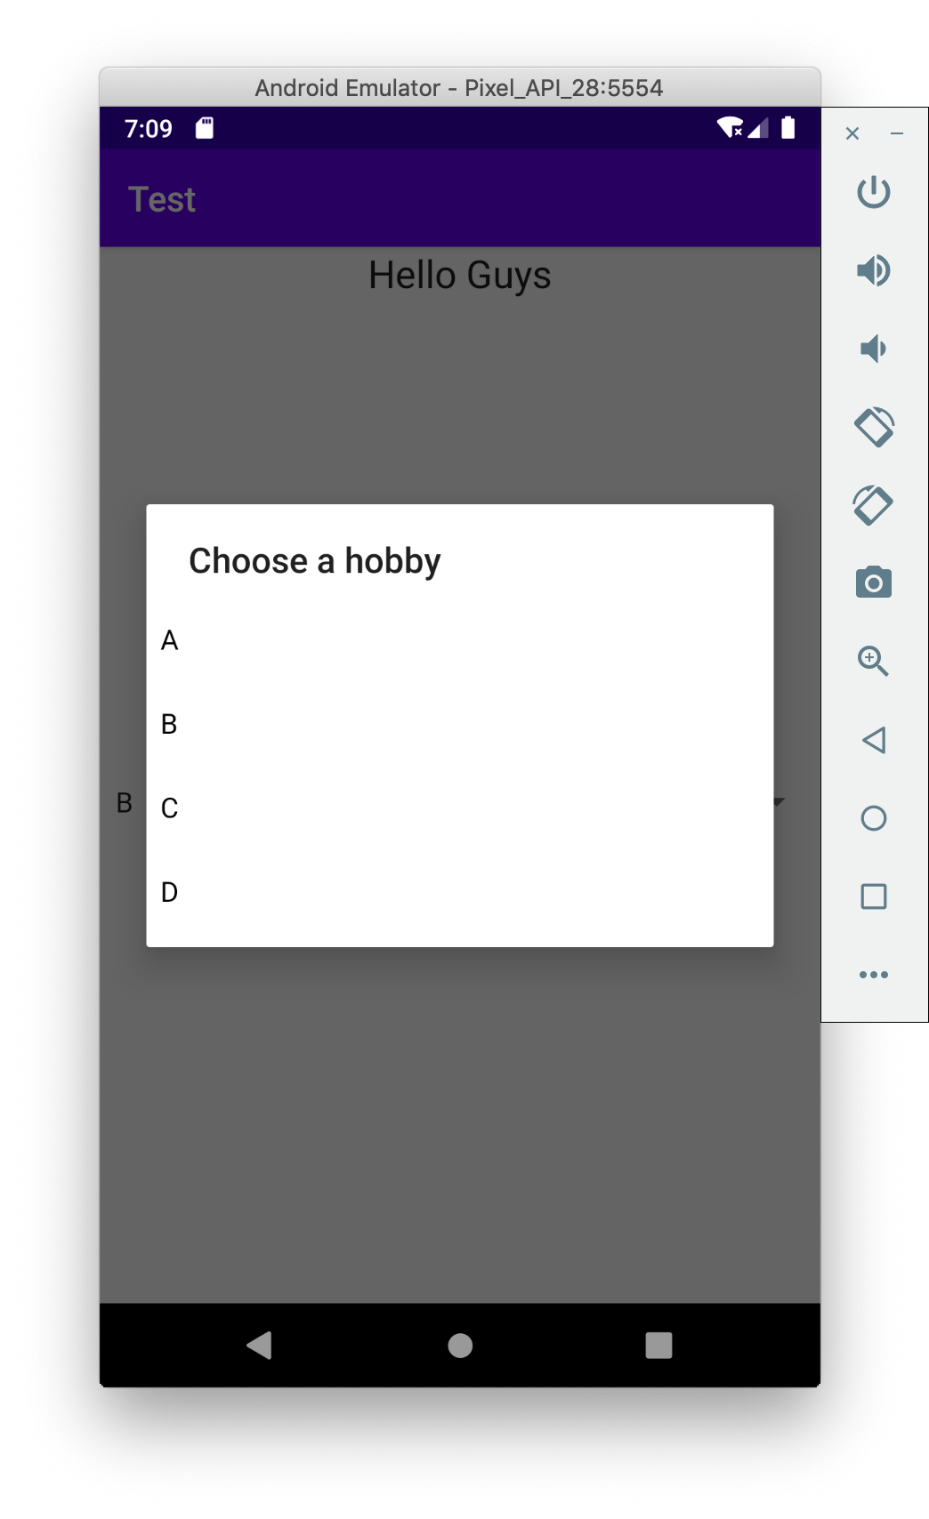 Android Emulator - Pixel_API_28:5554
7:09
Test
Hello Guys
Choose a hobby
A
B
B
C
D